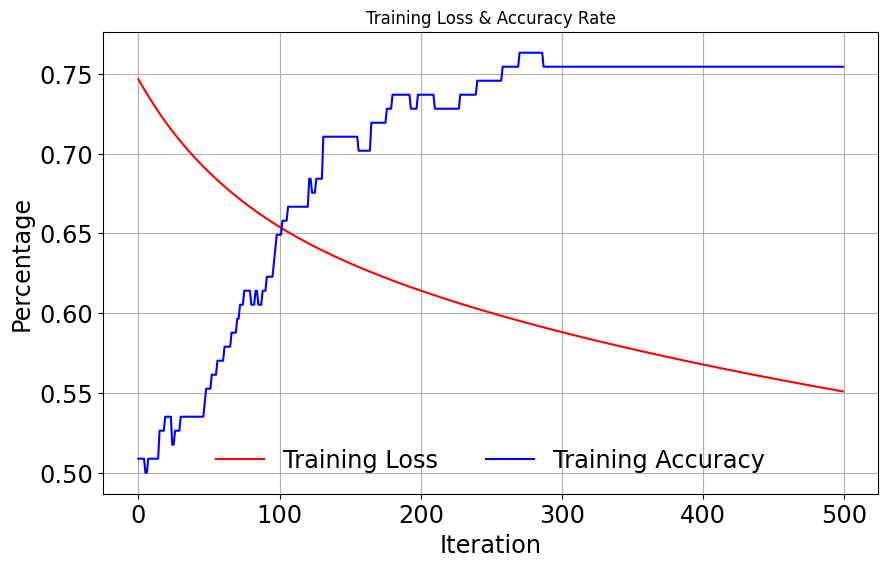 Training Loss & Accuracy Rate
Percentage
0.75
0.70
0.65
0.60
0.55
0.50
Training Loss
Training Accuracy
0 100 200 300 400 500
Iteration